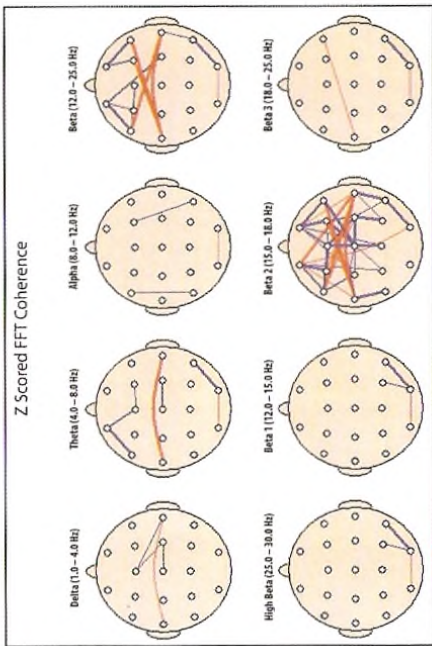 Z Scored FFT Coherence
Delta (1.0 – 4.0 Hz)
Theta (4.0 – 8.0 Hz)
Alpha (8.0 – 12.0 Hz)
Beta (12.0 – 25.0 Hz)
High Beta (25.0 – 30.0 Hz)
Beta 1 (12.0 – 15.0 Hz)
Beta 2 (15.0 – 18.0 Hz)
Beta 3 (18.0 – 25.0 Hz)